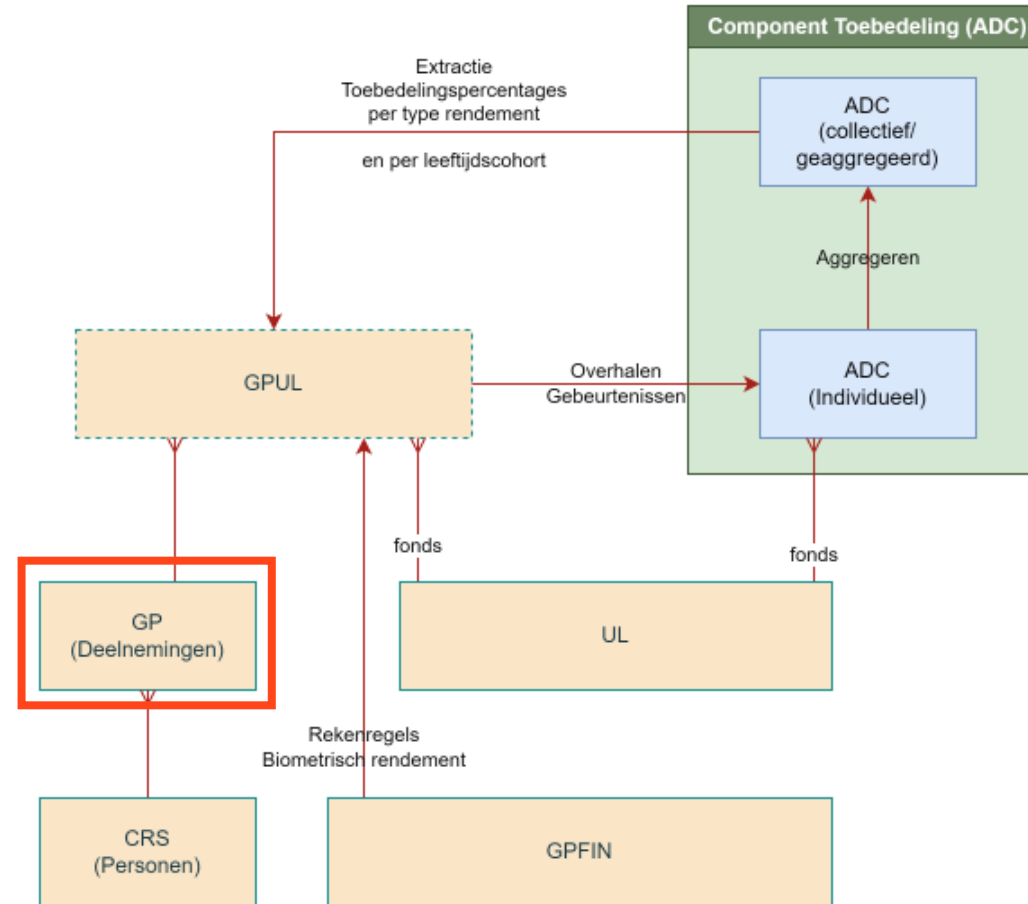 Component Toebedeling (ADC)
Extractie
Toebedelingspercentages
per type rendement
en per leeftijdscohort
ADC
(collectief/
geaggregeerd)
Aggregeren
GPUL
Overhalen
Gebeurtenissen
ADC
(Individueel)
fonds
fonds
GP
(Deelnemingen)
UL
Rekenregels
Biometrisch rendement
CRS
(Personen)
GPFIN